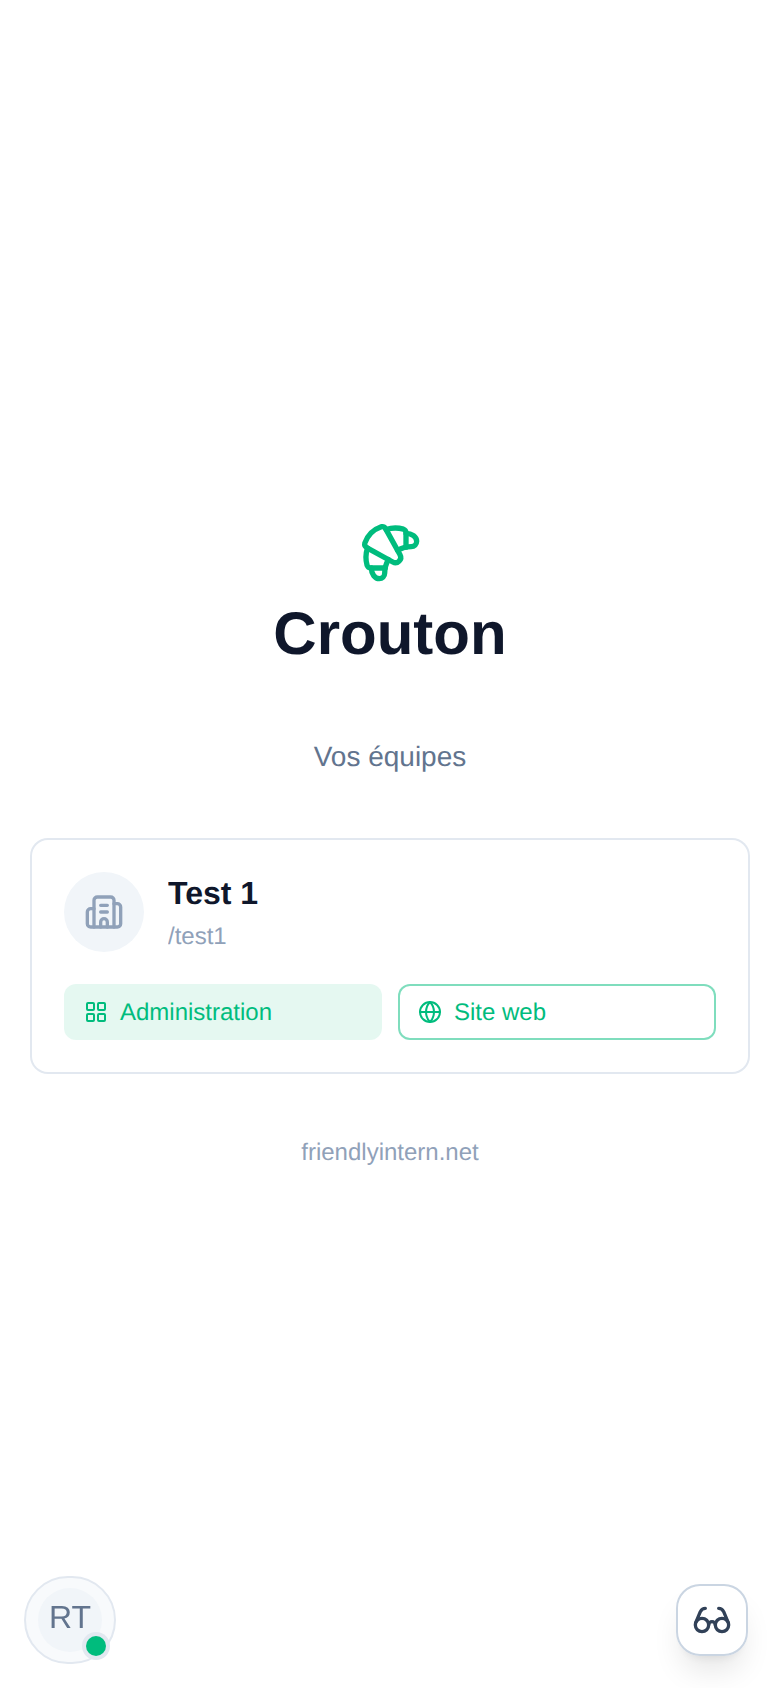 Crouton
Vos équipes
Test 1
/test1
Administration
Site web
friendlyintern.net
RT